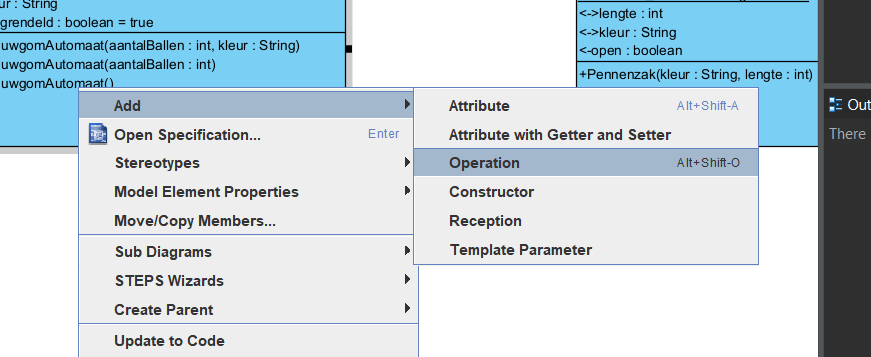 eur : String
grendeld : boolean = true
uwgomAutomaat(aantalBallen : int, kleur : String)
uwgomAutomaat(aantalBallen : int)
uwgomAutomaat()
<->lengte : int
<->kleur : String
<-open : boolean
+Pennenzak(kleur : String, lengte : int)
Add
Open Specification... Enter
Stereotypes
Model Element Properties
Move/Copy Members...
Sub Diagrams
STEPS Wizards
Create Parent
Update to Code
Attribute Alt+Shift-A
Attribute with Getter and Setter
Operation Alt+Shift-O
Constructor
Reception
Template Parameter
Out
There